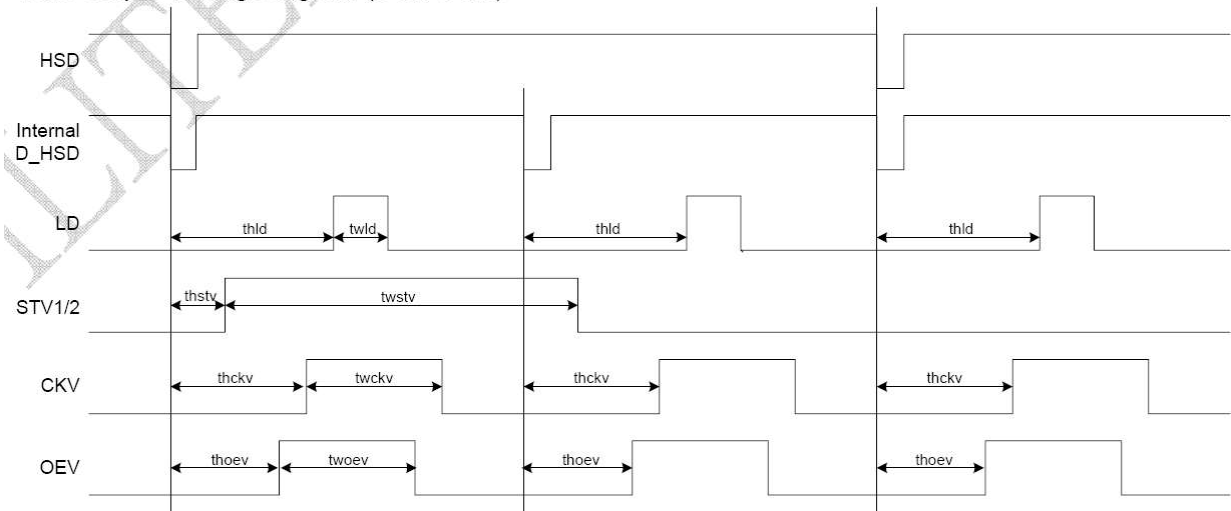 HSD
Internal
D_HSD
LD
thld
twld
thld
thld
STV1/2
thstv
twstv
CKV
thckv
twckv
thckv
thckv
OEV
thoev
twoev
thoev
thoev